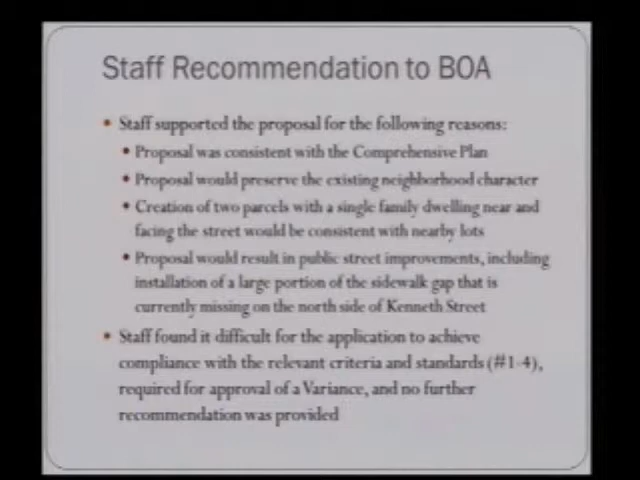 Staff Recommendation to BOA
• Staff supported the proposal for the following reasons:
• Proposal was consistent with the Comprehensive Plan
• Proposal would preserve the existing neighborhood character
• Creation of two parcels with a single family dwelling near and
facing the street would be consistent with nearby lots
• Proposal would result in public street improvements, including
installation of a large portion of the sidewalk gap that is
currently missing on the north side of Kenneth Street
• Staff found it difficult for the application to achieve
compliance with the relevant criteria and standards (#1-4),
required for approval of a Variance, and no further
recommendation was provided